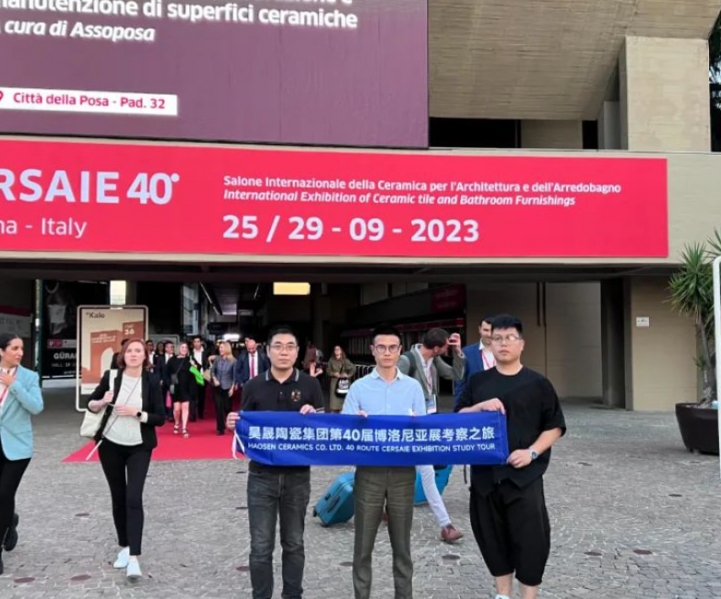 manutenzione di superfici ceramiche
cura di Assoposa
Città della Posa - Pad. 32
RSAIE 40°
na - Italy
Salone Internazionale della Ceramica per l'Architettura e dell'Arredobagno
International Exhibition of Ceramic tile and Bathroom Furnishings
25 / 29 - 09 - 2023
Kale
昊晟陶瓷集团第40届博洛尼亚展考察之旅
HAOSEN CERAMICS CO. LTD. 40 ROUTE CERSAIE EXHIBITION STUDY TOUR